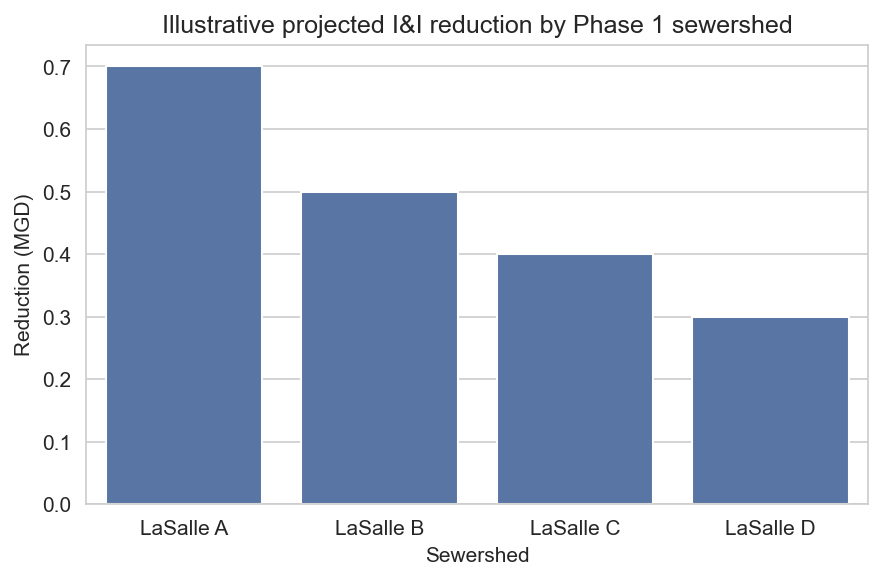 Illustrative projected I&I reduction by Phase 1 sewershed
Reduction (MGD)
0.7
0.6
0.5
0.4
0.3
0.2
0.1
0.0
LaSalle A
LaSalle B
LaSalle C
LaSalle D
Sewershed